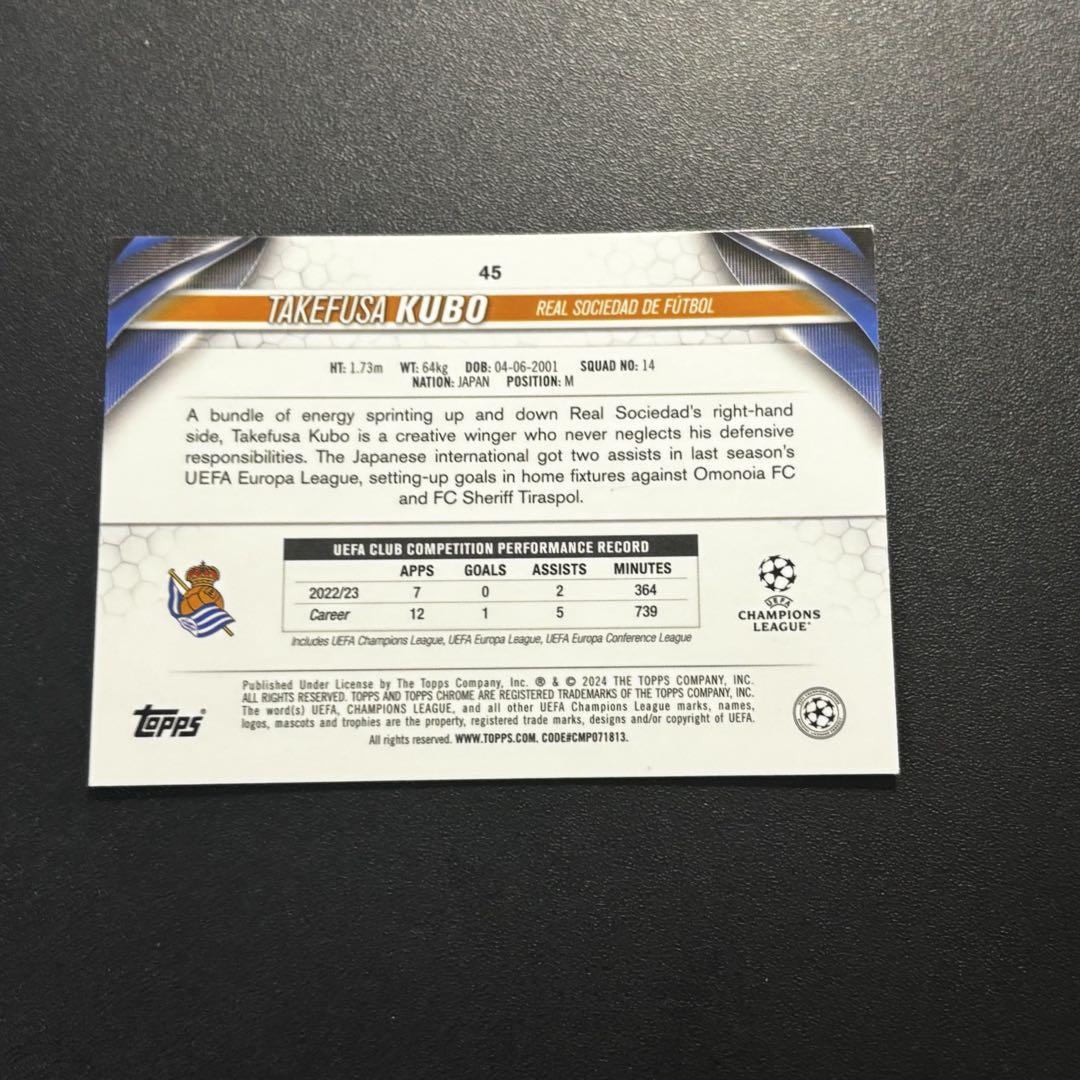 45
TAKEFUSA KUBO REAL SOCIEDAD DE FÚTBOL
HT: 1.73m WT: 64kg DOB: 04-06-2001 SQUAD NO: 14
NATION: JAPAN POSITION: M
A bundle of energy sprinting up and down Real Sociedad's right-hand
side, Takefusa Kubo is a creative winger who never neglects his defensive
responsibilities. The Japanese international got two assists in last season's
UEFA Europa League, setting-up goals in home fixtures against Omonoia FC
and FC Sheriff Tiraspol.
UEFA CLUB COMPETITION PERFORMANCE RECORD
APPS GOALS ASSISTS MINUTES
2022/23 7 0 2 364
Career 12 1 5 739
Includes UEFA Champions League, UEFA Europa League, UEFA Europa Conference League
UEFA
CHAMPIONS
LEAGUE
Published Under License by The Topps Company, Inc. ® & © 2024 THE TOPPS COMPANY, INC.
ALL RIGHTS RESERVED. TOPPS AND TOPPS CHROME ARE REGISTERED TRADEMARKS OF THE TOPPS COMPANY, INC.
The word(s) UEFA, CHAMPIONS LEAGUE, and all other UEFA Champions League marks, names,
logos, mascots and trophies are the property, registered trade marks, designs and/or copyright of UEFA.
All rights reserved. WWW.TOPPS.COM. CODE#CMP071813.
Topps®